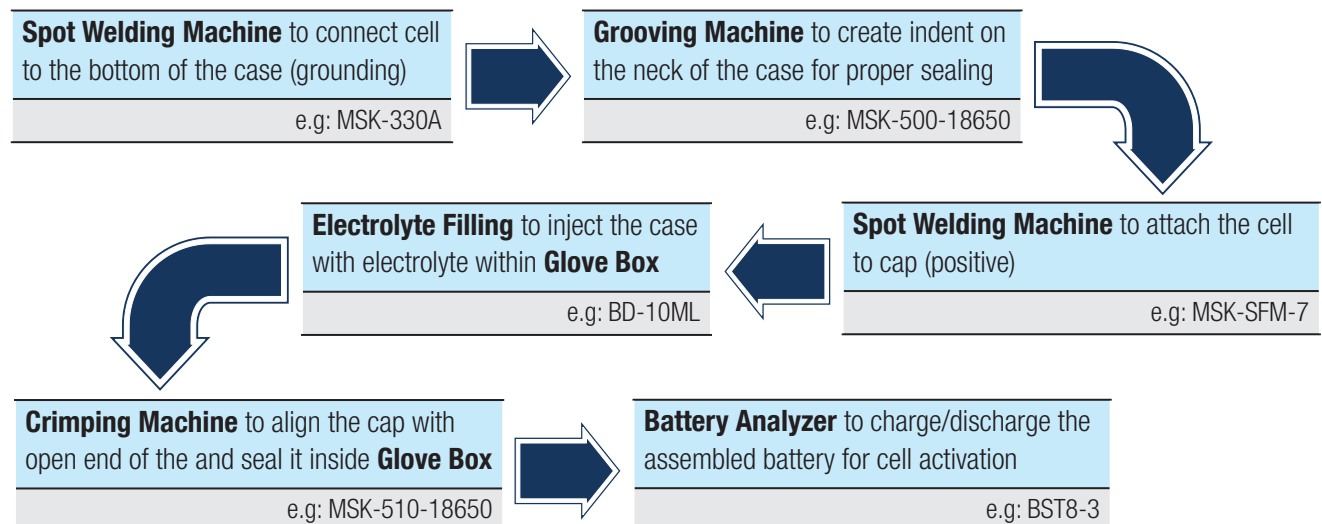 Spot Welding Machine to connect cell
to the bottom of the case (grounding)
e.g: MSK-330A
Grooving Machine to create indent on
the neck of the case for proper sealing
e.g: MSK-500-18650
Spot Welding Machine to attach the cell
to cap (positive)
e.g: MSK-SFM-7
Electrolyte Filling to inject the case
with electrolyte within Glove Box
e.g: BD-10ML
Crimping Machine to align the cap with
open end of the and seal it inside Glove Box
e.g: MSK-510-18650
Battery Analyzer to charge/discharge the
assembled battery for cell activation
e.g: BST8-3